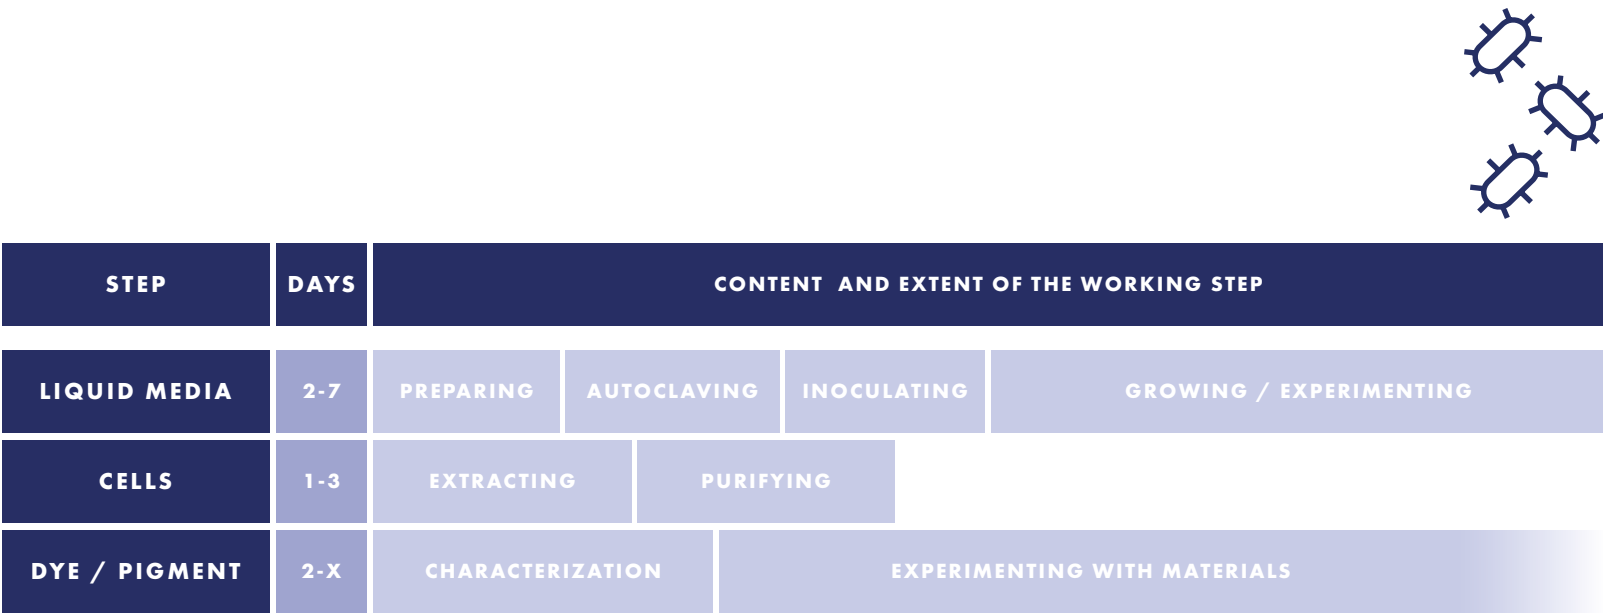 STEP DAYS CONTENT AND EXTENT OF THE WORKING STEP
LIQUID MEDIA 2-7 PREPARING AUTOCLAVING INOCULATING GROWING / EXPERIMENTING
CELLS 1-3 EXTRACTING PURIFYING
DYE / PIGMENT 2-X CHARACTERIZATION EXPERIMENTING WITH MATERIALS